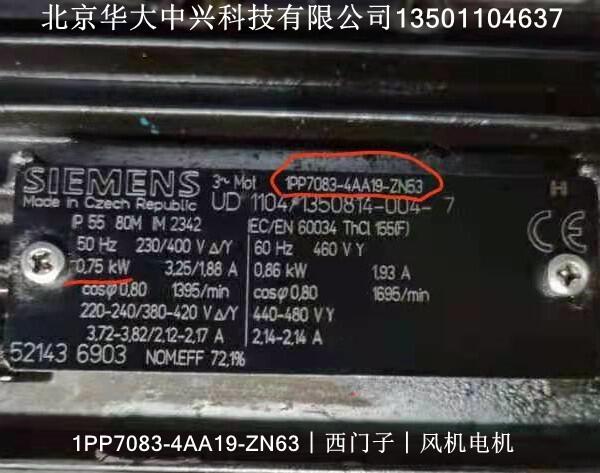 北京华大中兴科技有限公司13501104637
SIEMENS 3~ Mot 1PP7083-4AA19-ZN63 H
Made in Czech Republic UD 1104/1350814-004- 7
IP 55 80M IM 2342 IEC/EN 60034 ThCl 155(F)
50 Hz 230/400 V Δ/Y 60 Hz 460 V Y
0,75 kW 3,25/1,88 A 0,86 kW 1,93 A
cosφ 0,80 1395/min cosφ 0,80 1695/min
220-240/380-420 V Δ/Y 440-480 V Y
3,72-3,82/2,12-2,17 A 2,14-2,14 A
52143 6903 NOM.EFF 72,1%
1PP7083-4AA19-ZN63｜西门子｜风机电机